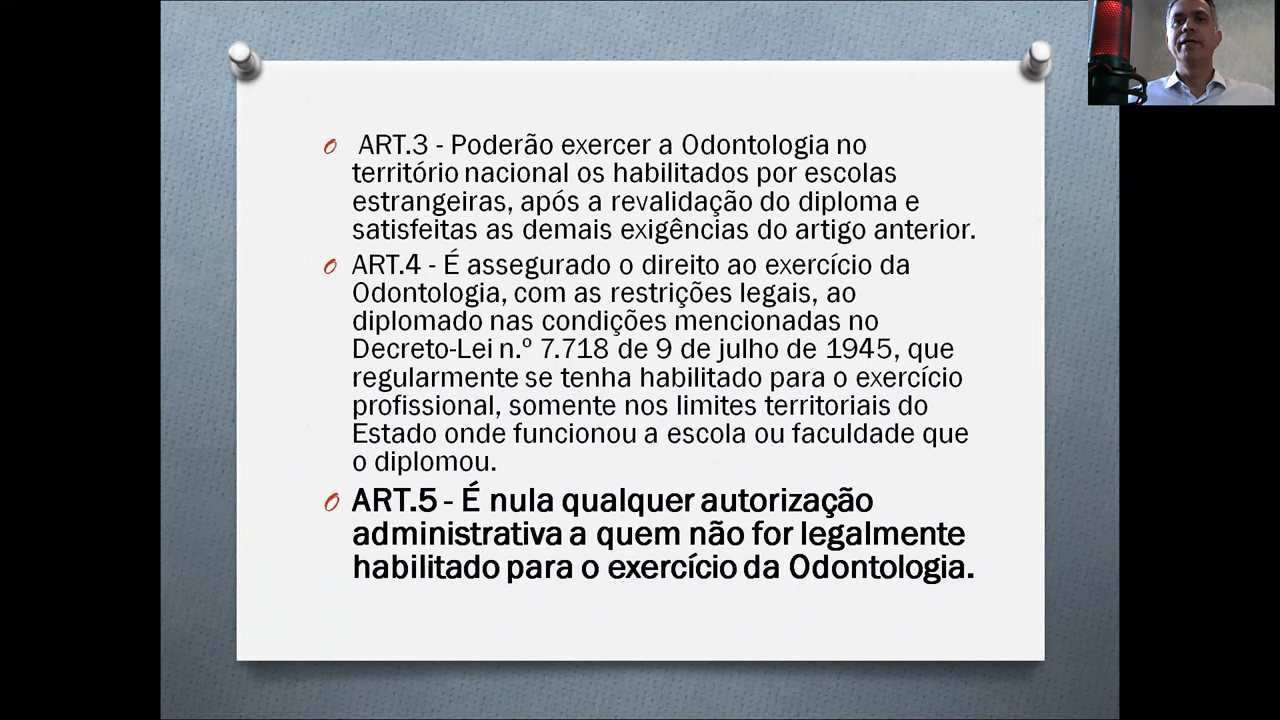 ART.3 - Poderão exercer a Odontologia no
território nacional os habilitados por escolas
estrangeiras, após a revalidação do diploma e
satisfeitas as demais exigências do artigo anterior.
ART.4 - É assegurado o direito ao exercício da
Odontologia, com as restrições legais, ao
diplomado nas condições mencionadas no
Decreto-Lei n.º 7.718 de 9 de julho de 1945, que
regularmente se tenha habilitado para o exercício
profissional, somente nos limites territoriais do
Estado onde funcionou a escola ou faculdade que
o diplomou.
ART.5 - É nula qualquer autorização
administrativa a quem não for legalmente
habilitado para o exercício da Odontologia.